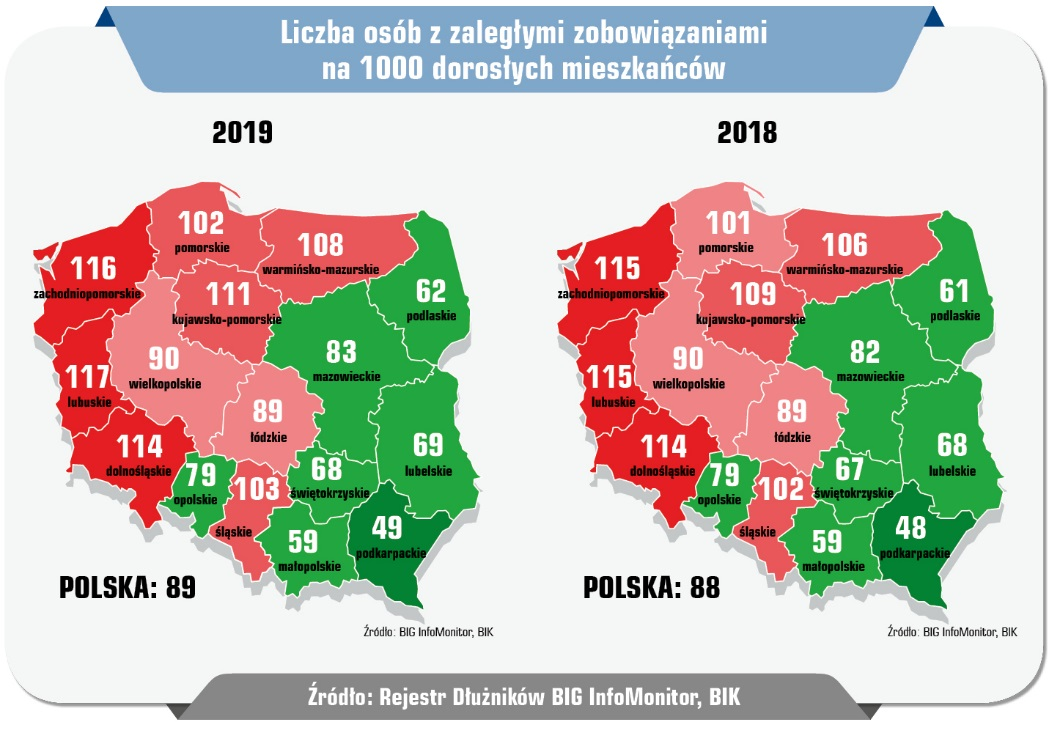 Liczba osób z zaległymi zobowiązaniami
na 1000 dorosłych mieszkańców
2019
102
pomorskie
108
warmińsko-mazurskie
116
zachodniopomorskie
111
kujawsko-pomorskie
62
podlaskie
90
wielkopolskie
83
mazowieckie
117
lubuskie
89
łódzkie
114
dolnośląskie
69
lubelskie
79
opolskie
103
śląskie
68
świętokrzyskie
59
małopolskie
49
podkarpackie
POLSKA: 89
Źródło: BIG InfoMonitor, BIK
2018
101
pomorskie
106
warmińsko-mazurskie
115
zachodniopomorskie
109
kujawsko-pomorskie
61
podlaskie
90
wielkopolskie
82
mazowieckie
115
lubuskie
89
łódzkie
114
dolnośląskie
68
lubelskie
79
opolskie
102
śląskie
67
świętokrzyskie
59
małopolskie
48
podkarpackie
POLSKA: 88
Źródło: BIG InfoMonitor, BIK
Źródło: Rejestr Dłużników BIG InfoMonitor, BIK